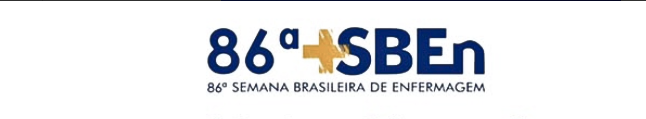 86ª SBEn
86ª SEMANA BRASILEIRA DE ENFERMAGEM